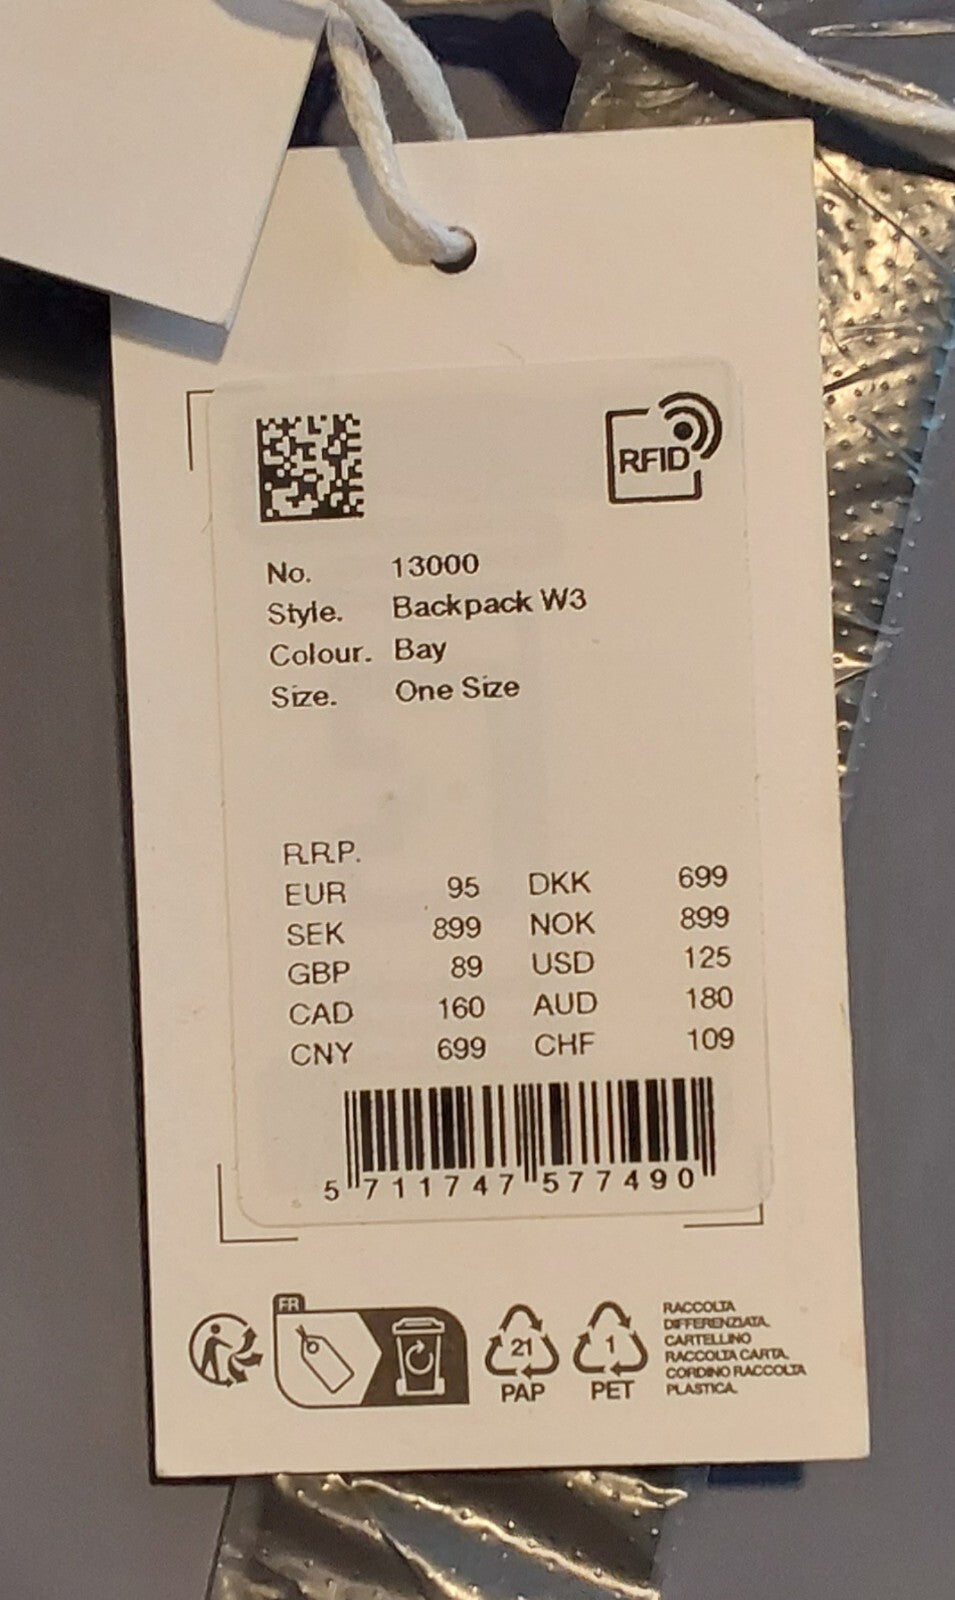 RFID
No. 13000
Style. Backpack W3
Colour. Bay
Size. One Size
R.R.P.
EUR 95 DKK 699
SEK 899 NOK 899
GBP 89 USD 125
CAD 160 AUD 180
CNY 699 CHF 109
5 711747 577490
FR
21
PAP
1
PET
RACCOLTA
DIFFERENZIATA.
CARTELLINO
RACCOLTA CARTA.
CORDINO RACCOLTA
PLASTICA.